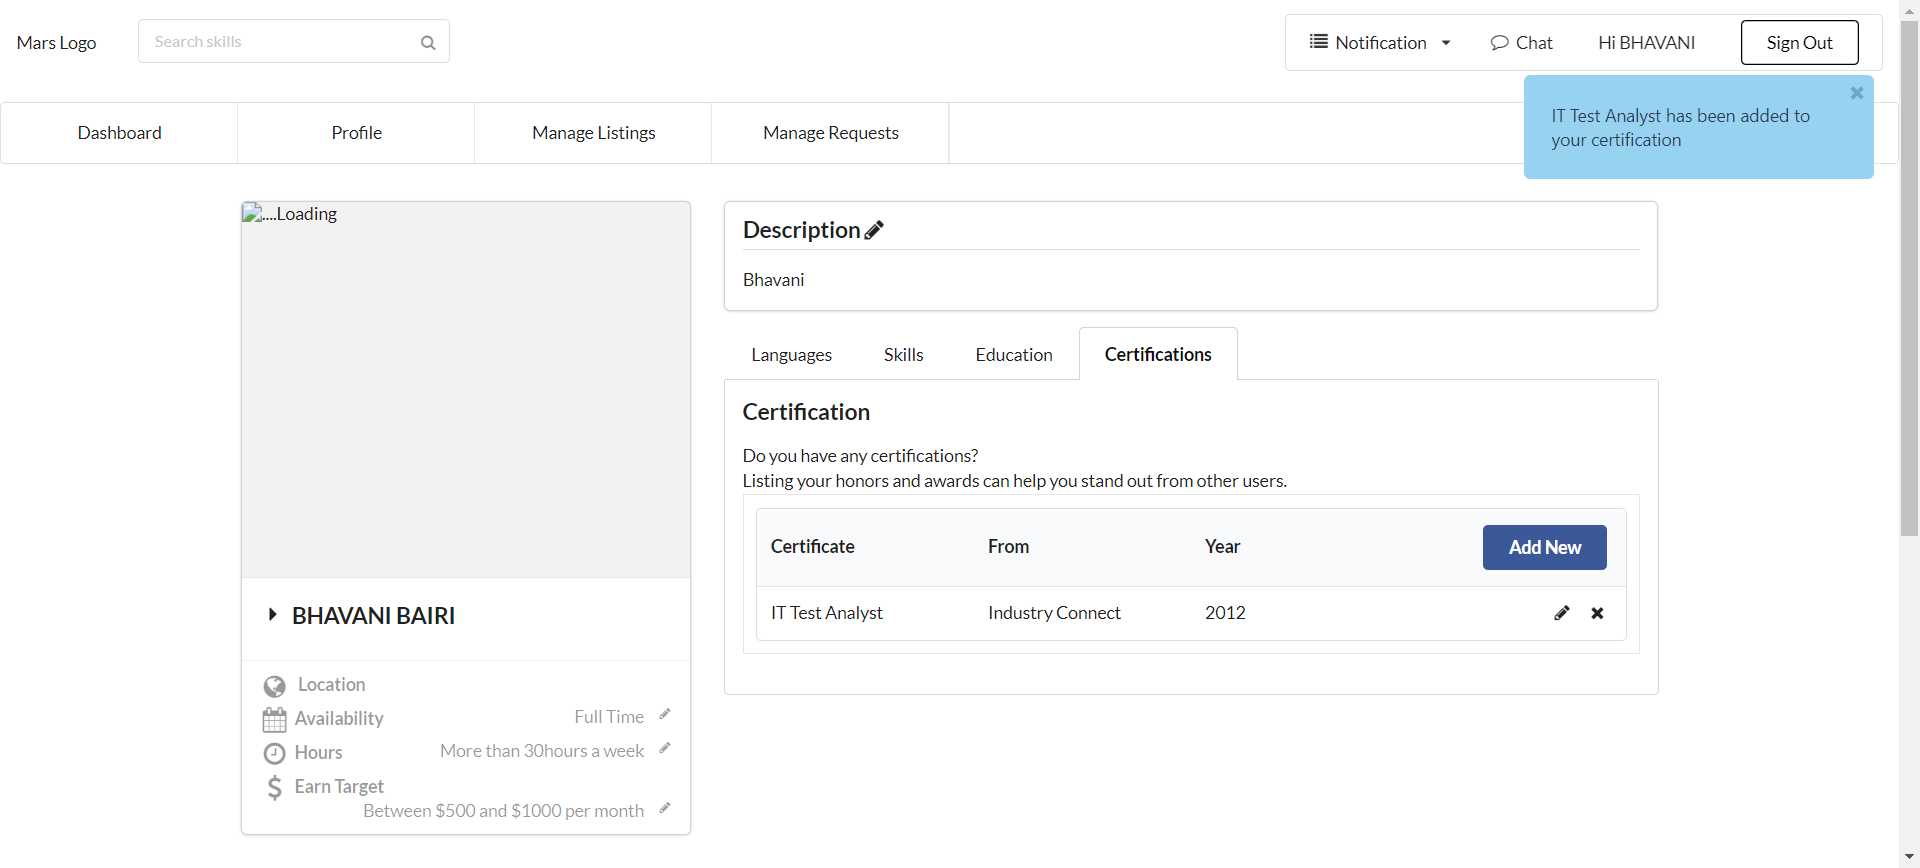 Mars Logo
Search skills
Notification
Chat
Hi BHAVANI
Sign Out
IT Test Analyst has been added to
your certification
Dashboard
Profile
Manage Listings
Manage Requests
....Loading
BHAVANI BAIRI
Location
Availability
Full Time
Hours
More than 30hours a week
Earn Target
Between $500 and $1000 per month
Description
Bhavani
Languages
Skills
Education
Certifications
Certification
Do you have any certifications?
Listing your honors and awards can help you stand out from other users.
Certificate
From
Year
Add New
IT Test Analyst
Industry Connect
2012